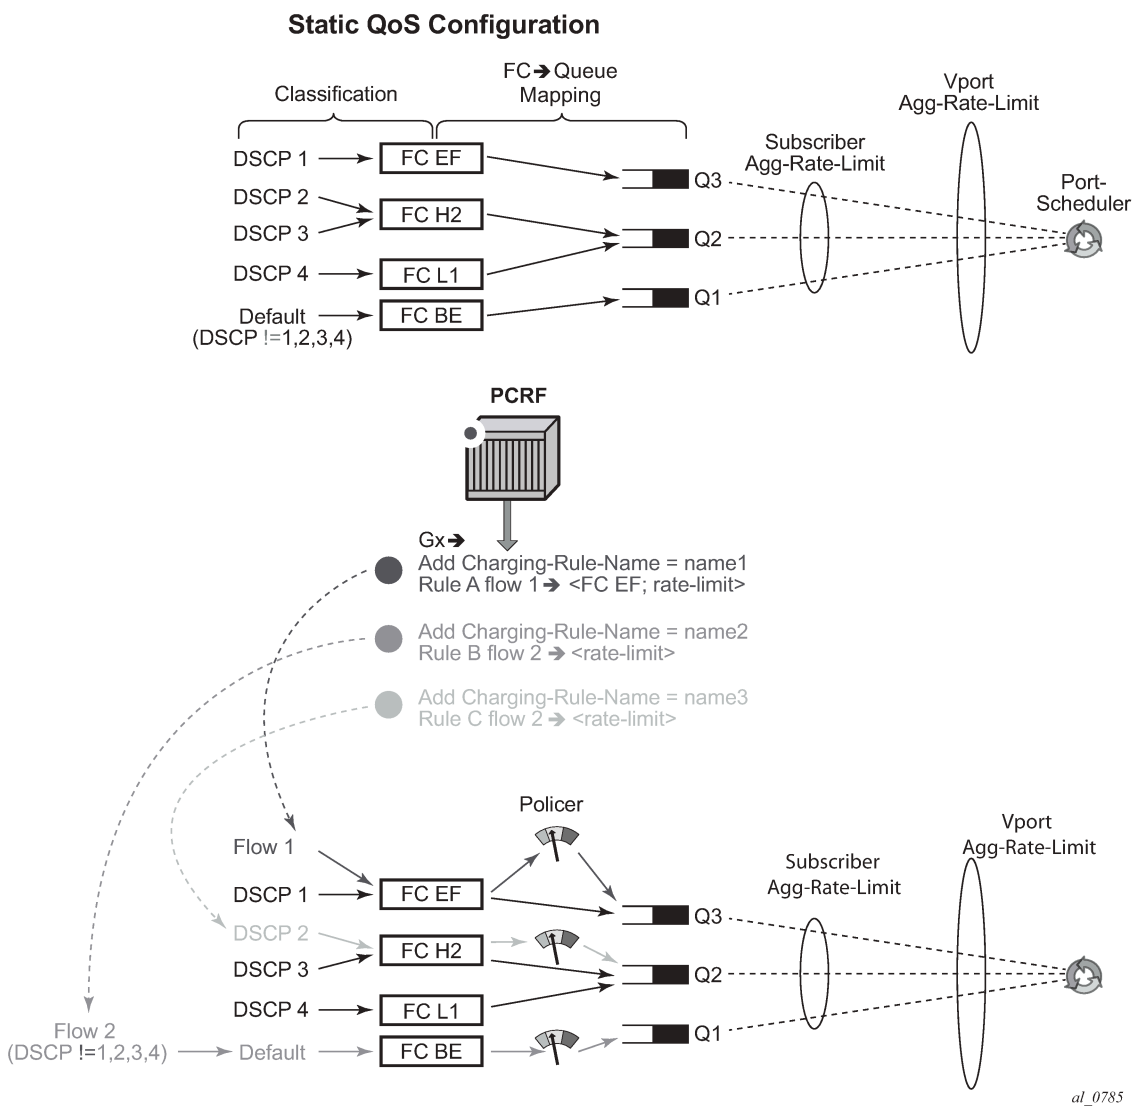 Static QoS Configuration
Classification
FC➔Queue
Mapping
Vport
Agg-Rate-Limit
Subscriber
Agg-Rate-Limit
Port-
Scheduler
DSCP 1
FC EF
Q3
DSCP 2
FC H2
DSCP 3
Q2
DSCP 4
FC L1
Q1
Default
(DSCP !=1,2,3,4)
FC BE
PCRF
Gx➔
Add Charging-Rule-Name = name1
Rule A flow 1➔ <FC EF; rate-limit>
Add Charging-Rule-Name = name2
Rule B flow 2 ➔ <rate-limit>
Add Charging-Rule-Name = name3
Rule C flow 2➔ <rate-limit>
Policer
Vport
Agg-Rate-Limit
Subscriber
Agg-Rate-Limit
Flow 1
DSCP 1
FC EF
Q3
DSCP 2
FC H2
DSCP 3
Q2
DSCP 4
FC L1
Q1
Flow 2
(DSCP !=1,2,3,4)
Default
FC BE
al_0785